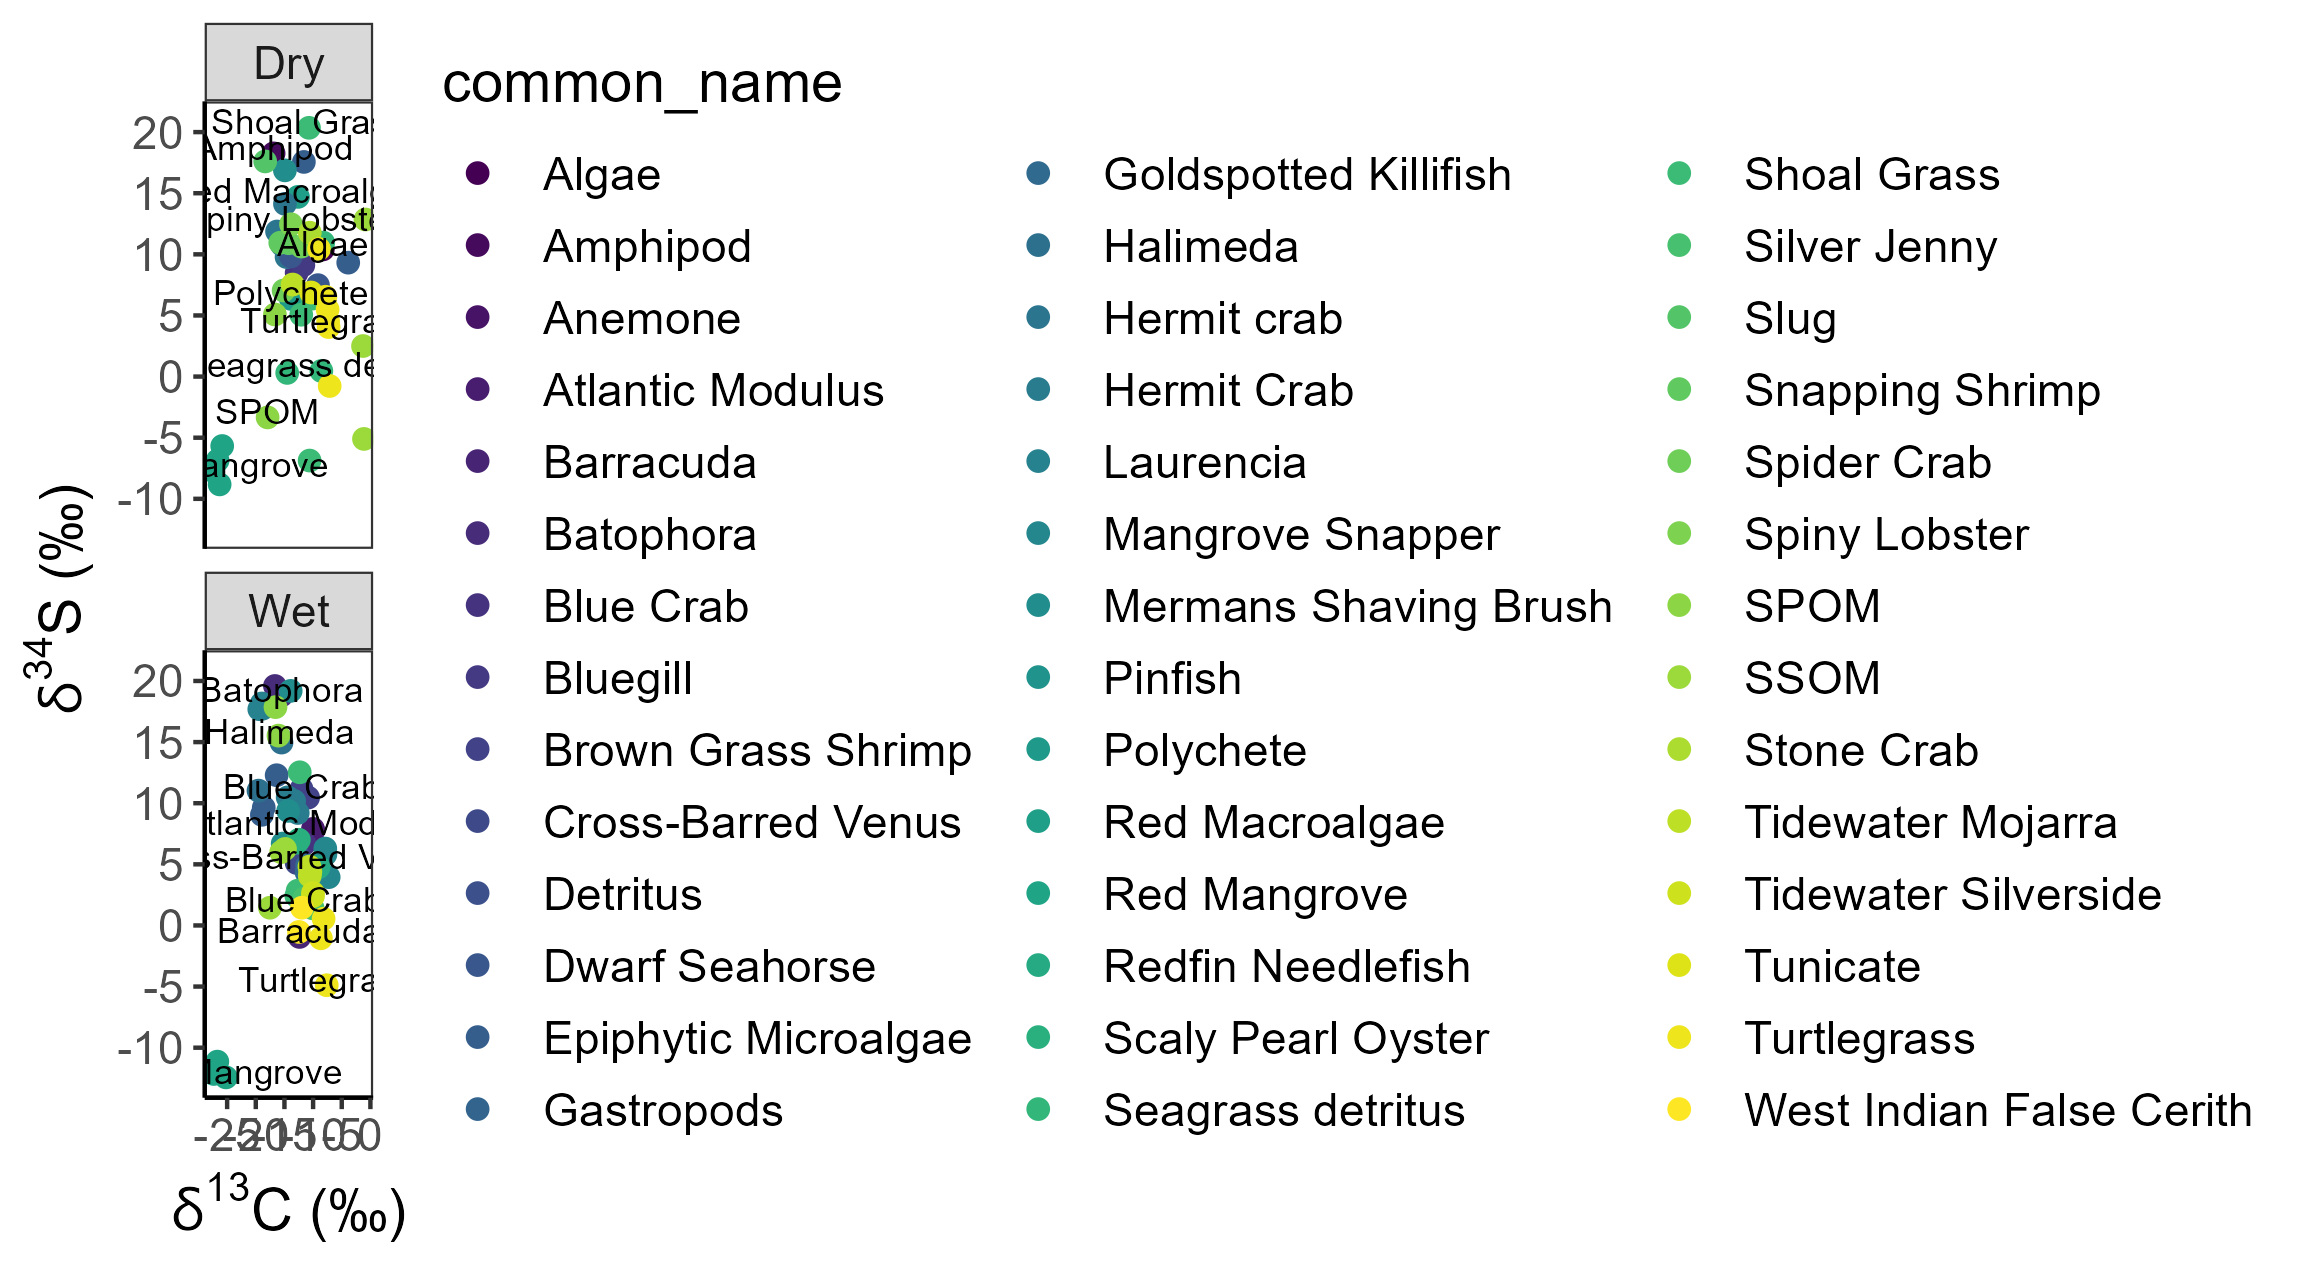 Dry
common_name
20
15
10
5
0
-5
-10
Shoal Gras
Amphipod
ed Macroalg
piny Lobste
Algae
Polychete
Turtlegra
eagrass de
SPOM
angrove
δ34S (‰)
Wet
20
15
10
5
0
-5
-10
Batophora
Halimeda
Blue Crab
tlantic Mod
ss-Barred V
Blue Crab
Barracuda
Turtlegra
langrove
-25
-20
-15
-10
-5
0
δ13C (‰)
Algae
Amphipod
Anemone
Atlantic Modulus
Barracuda
Batophora
Blue Crab
Bluegill
Brown Grass Shrimp
Cross-Barred Venus
Detritus
Dwarf Seahorse
Epiphytic Microalgae
Gastropods
Goldspotted Killifish
Halimeda
Hermit crab
Hermit Crab
Laurencia
Mangrove Snapper
Mermans Shaving Brush
Pinfish
Polychete
Red Macroalgae
Red Mangrove
Redfin Needlefish
Scaly Pearl Oyster
Seagrass detritus
Shoal Grass
Silver Jenny
Slug
Snapping Shrimp
Spider Crab
Spiny Lobster
SPOM
SSOM
Stone Crab
Tidewater Mojarra
Tidewater Silverside
Tunicate
Turtlegrass
West Indian False Cerith